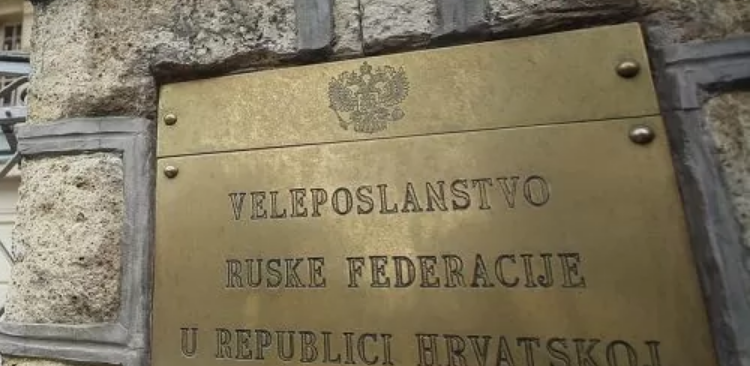 VELEPOSLANSTVO
RUSKE FEDERACIJE
U REPUBLICI HRVATSKOJ